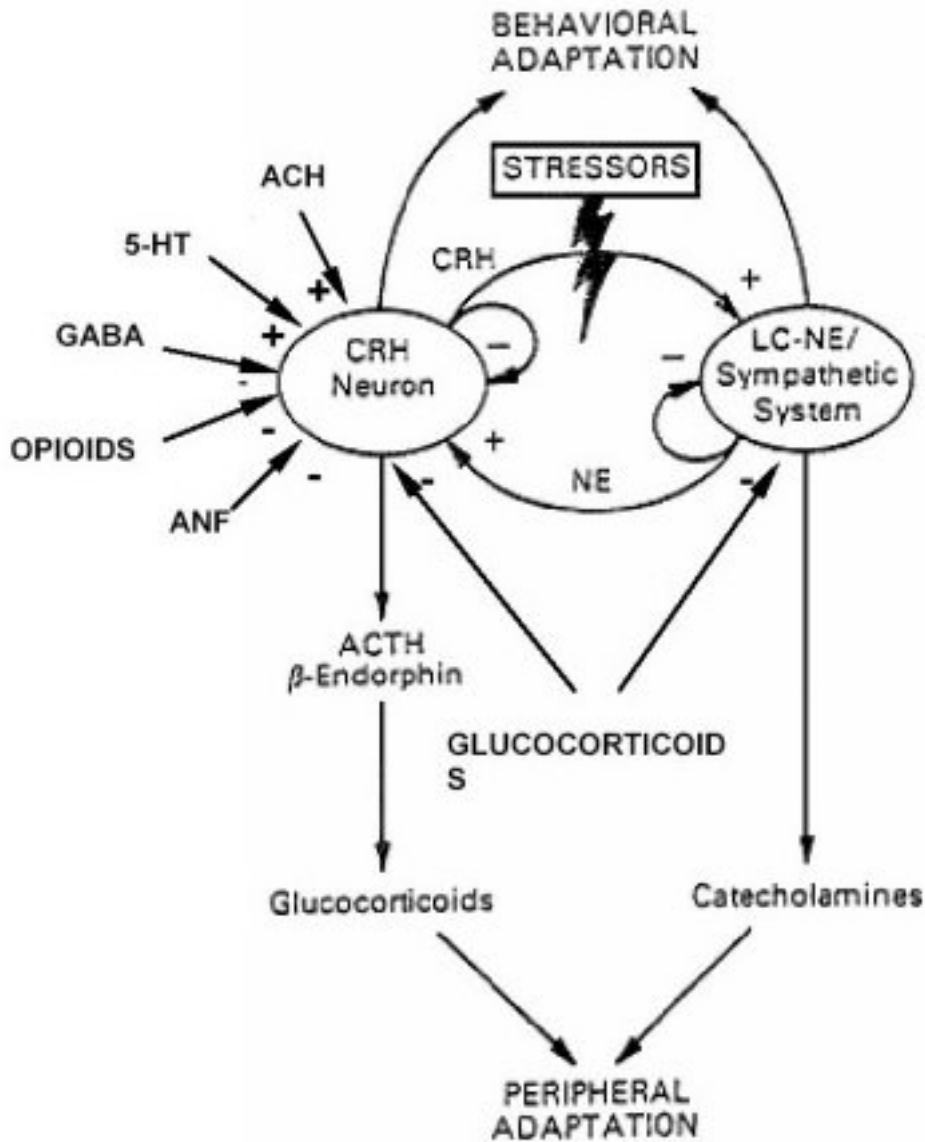 BEHAVIORAL
ADAPTATION
STRESSORS
ACH
5-HT
GABA
OPIOIDS
ANF
+
+
-
-
-
CRH
+
CRH
Neuron
–
–
LC-NE/
Sympathetic
System
+
NE
-
-
ACTH
β-Endorphin
GLUCOCORTICOID
S
Glucocorticoids
Catecholamines
PERIPHERAL
ADAPTATION